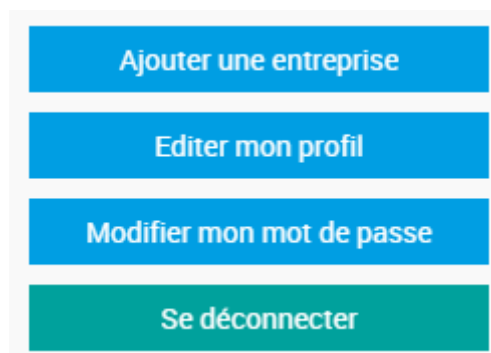 Ajouter une entreprise
Editer mon profil
Modifier mon mot de passe
Se déconnecter